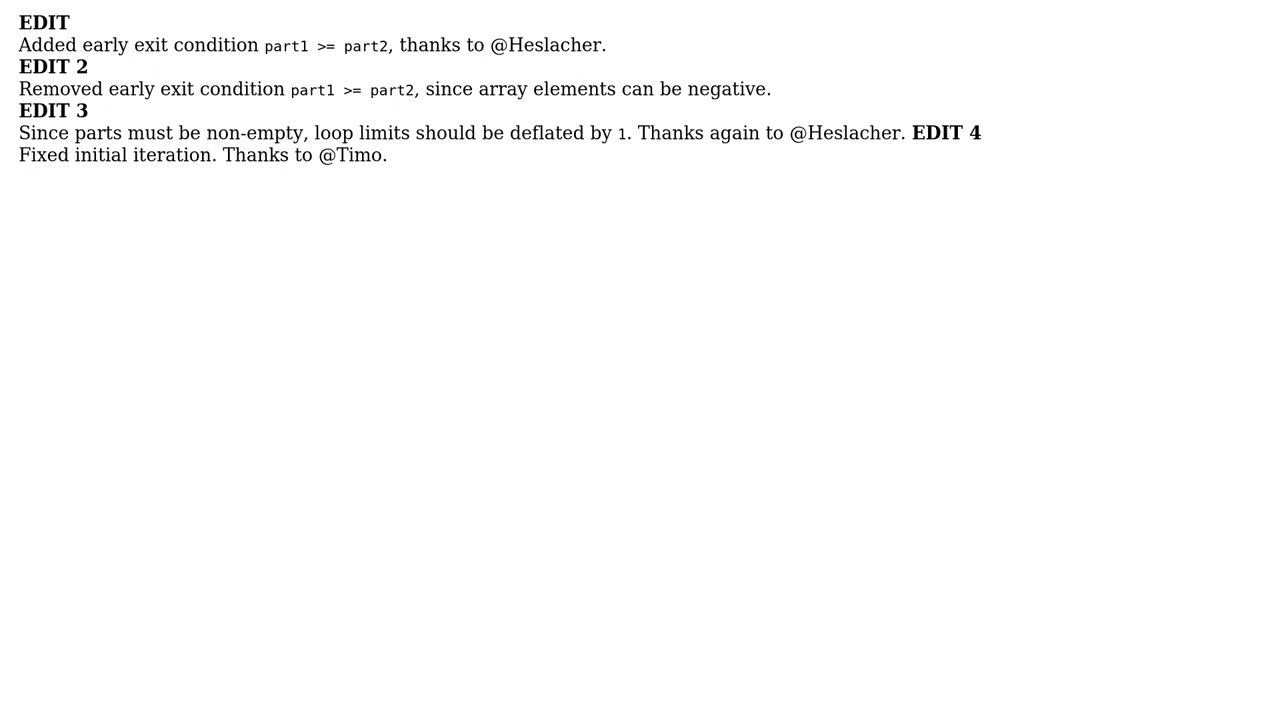 EDIT
Added early exit condition part1 >= part2, thanks to @Heslacher.
EDIT 2
Removed early exit condition part1 >= part2, since array elements can be negative.
EDIT 3
Since parts must be non-empty, loop limits should be deflated by 1. Thanks again to @Heslacher. EDIT 4
Fixed initial iteration. Thanks to @Timo.